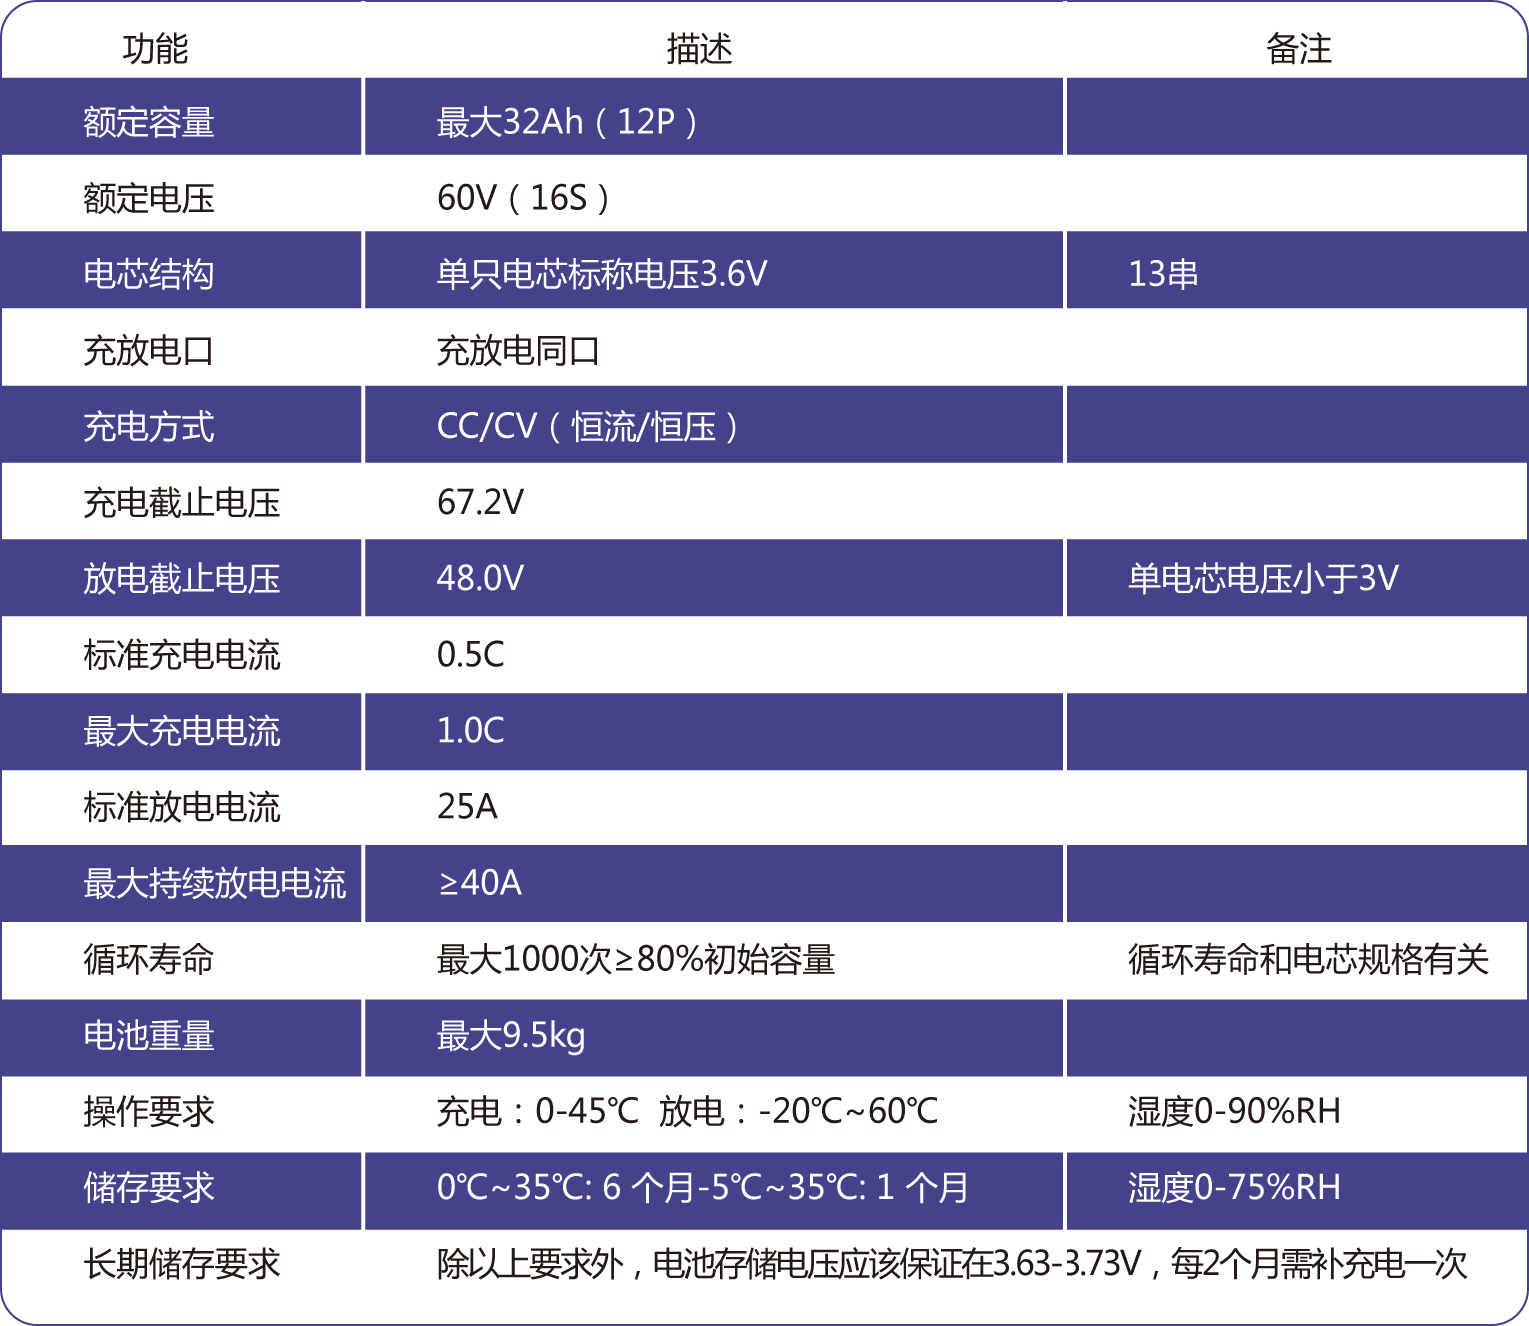 功能 描述 备注
额定容量 最大32Ah（12P）
额定电压 60V（16S）
电芯结构 单只电芯标称电压3.6V 13串
充放电口 充放电同口
充电方式 CC/CV（恒流/恒压）
充电截止电压 67.2V
放电截止电压 48.0V 单电芯电压小于3V
标准充电电流 0.5C
最大充电电流 1.0C
标准放电电流 25A
最大持续放电电流 ≥40A
循环寿命 最大1000次≥80%初始容量 循环寿命和电芯规格有关
电池重量 最大9.5kg
操作要求 充电：0-45℃ 放电：-20℃~60℃ 湿度0-90%RH
储存要求 0℃~35℃: 6 个月-5℃~35℃: 1 个月 湿度0-75%RH
长期储存要求 除以上要求外，电池存储电压应该保证在3.63-3.73V，每2个月需补充电一次